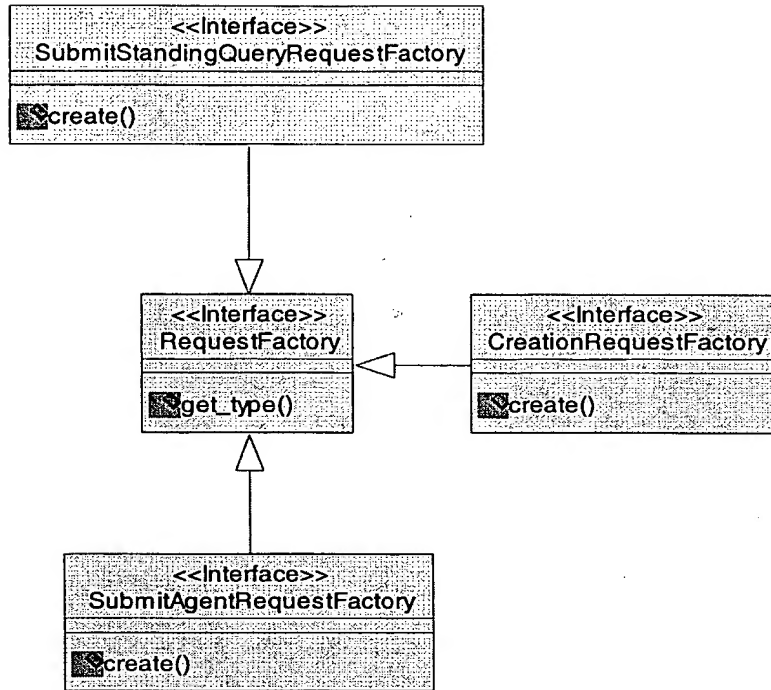 <<Interface>>
SubmitStandingQueryRequestFactory
create()
<<Interface>>
RequestFactory
get_type()
<<Interface>>
CreationRequestFactory
create()
<<Interface>>
SubmitAgentRequestFactory
create()